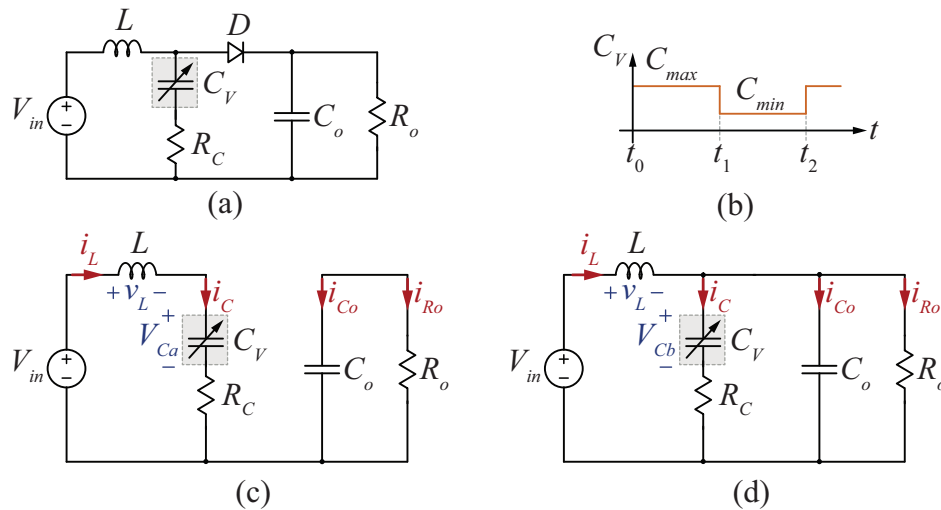 L
D
C_V
V_in
+
−
R_C
C_o
R_o
(a)
C_V
C_max
C_min
t
t_0
t_1
t_2
(b)
i_L
L
+ v_L −
i_C
i_Co
i_Ro
+
V_Ca
−
C_V
V_in
+
−
R_C
C_o
R_o
(c)
i_L
L
+ v_L −
i_C
i_Co
i_Ro
+
V_Cb
−
C_V
V_in
+
−
R_C
C_o
R_o
(d)